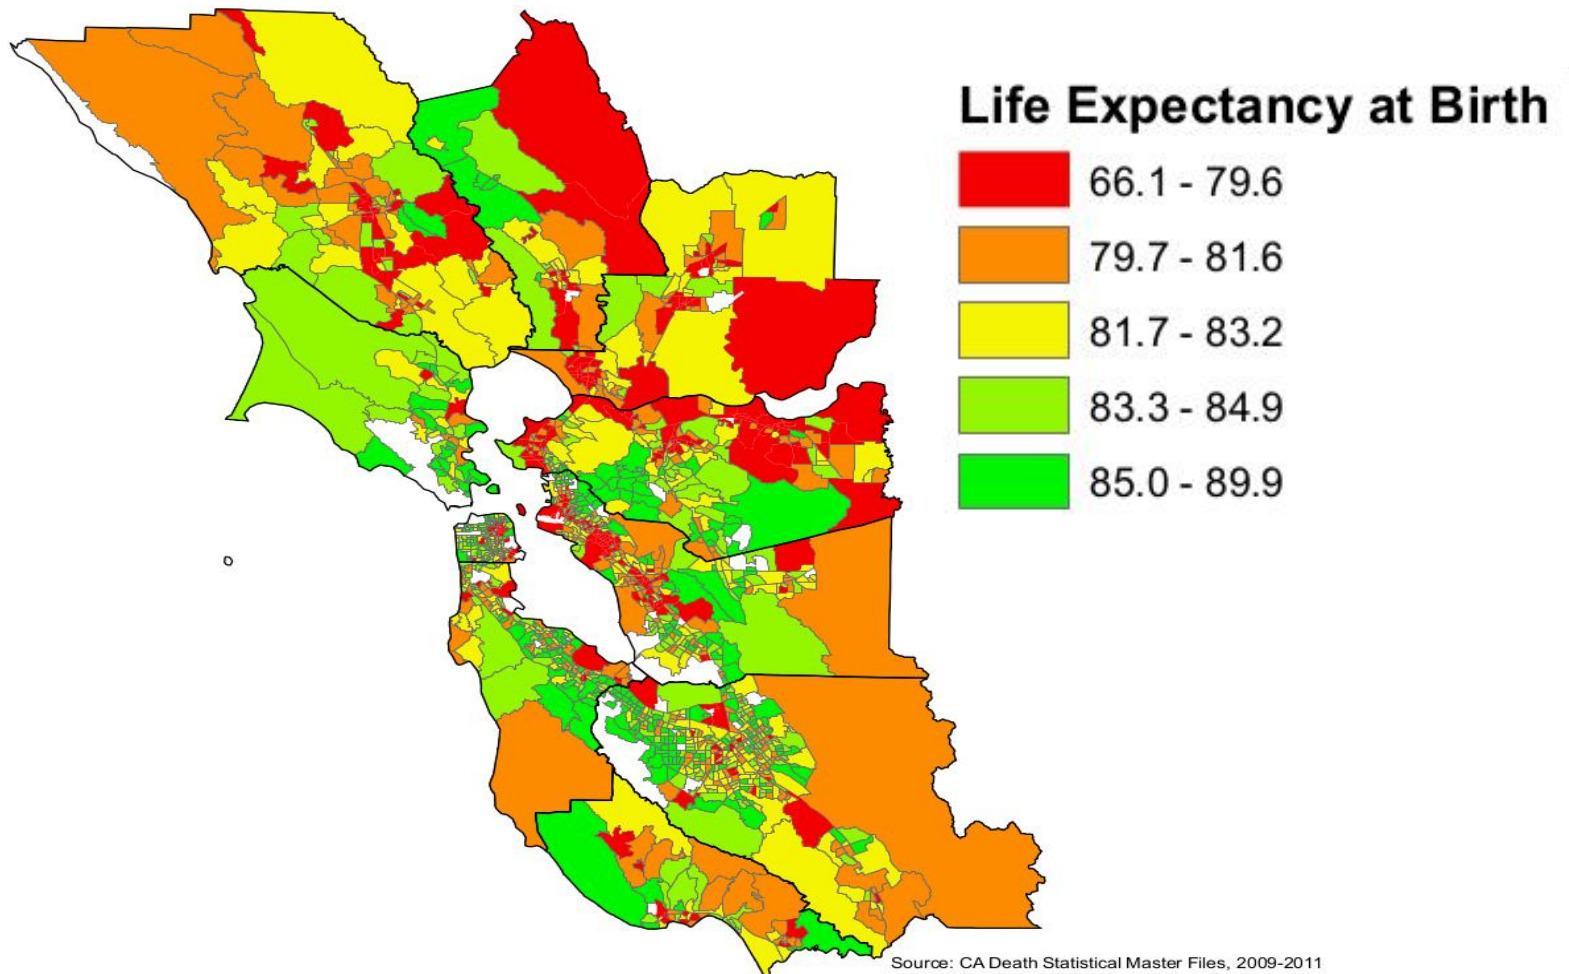 Life Expectancy at Birth
66.1 - 79.6
79.7 - 81.6
81.7 - 83.2
83.3 - 84.9
85.0 - 89.9
Source: CA Death Statistical Master Files, 2009-2011